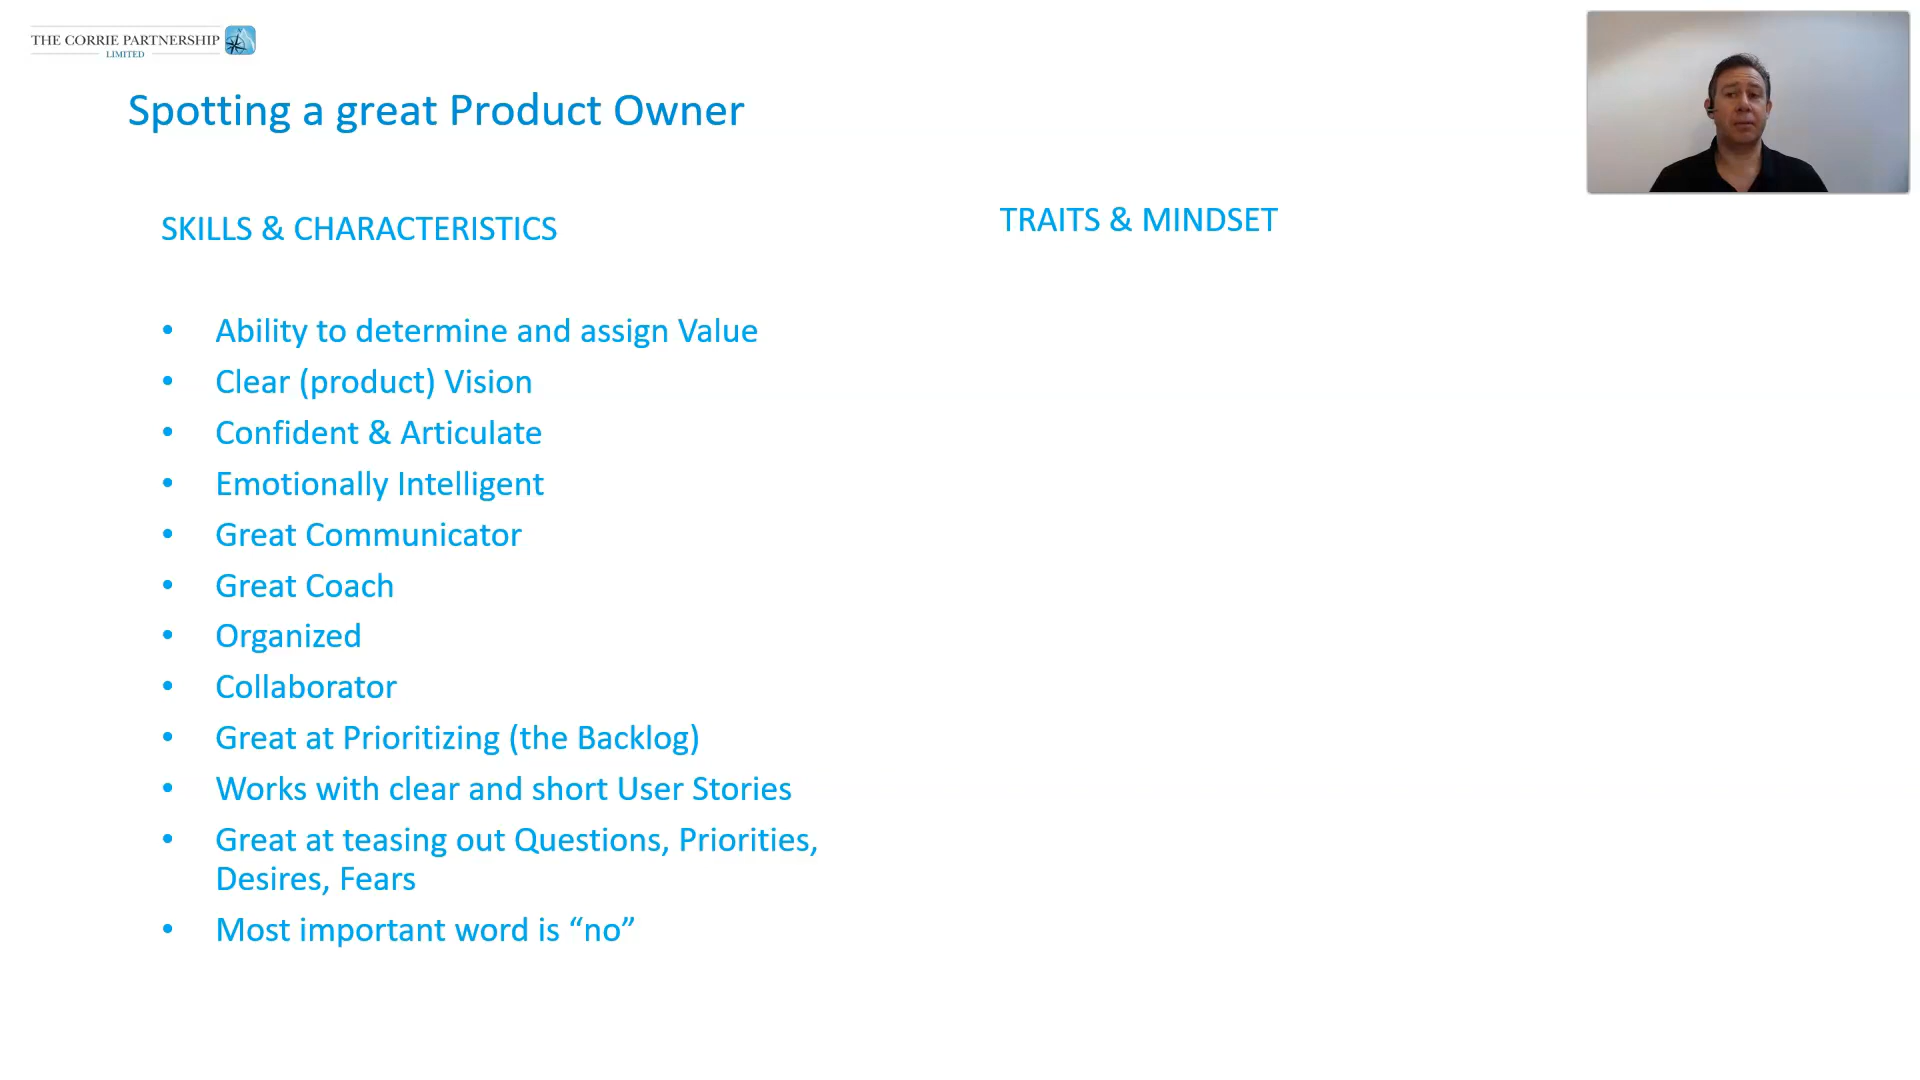 THE CORRIE PARTNERSHIP
LIMITED
Spotting a great Product Owner
SKILLS & CHARACTERISTICS
• Ability to determine and assign Value
• Clear (product) Vision
• Confident & Articulate
• Emotionally Intelligent
• Great Communicator
• Great Coach
• Organized
• Collaborator
• Great at Prioritizing (the Backlog)
• Works with clear and short User Stories
• Great at teasing out Questions, Priorities,
Desires, Fears
• Most important word is “no”
TRAITS & MINDSET